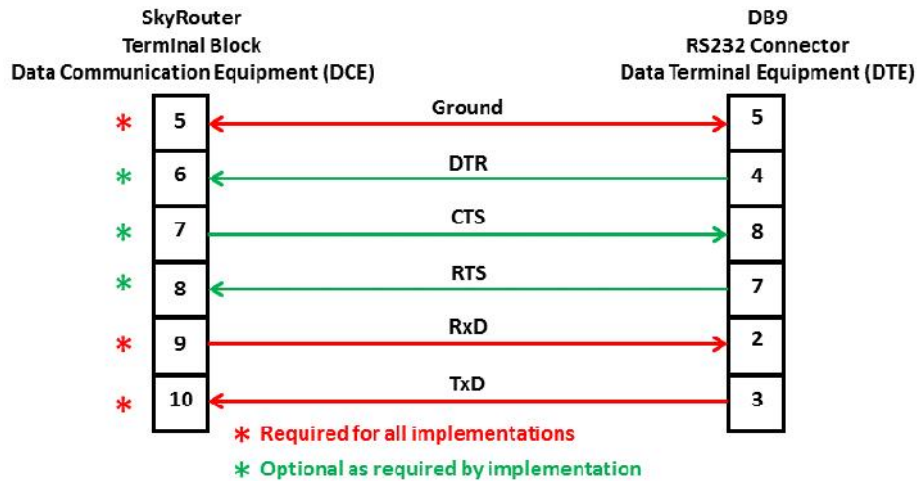 SkyRouter
Terminal Block
Data Communication Equipment (DCE)
DB9
RS232 Connector
Data Terminal Equipment (DTE)
* 5 Ground 5
* 6 DTR 4
* 7 CTS 8
* 8 RTS 7
* 9 RxD 2
* 10 TxD 3
* Required for all implementations
* Optional as required by implementation